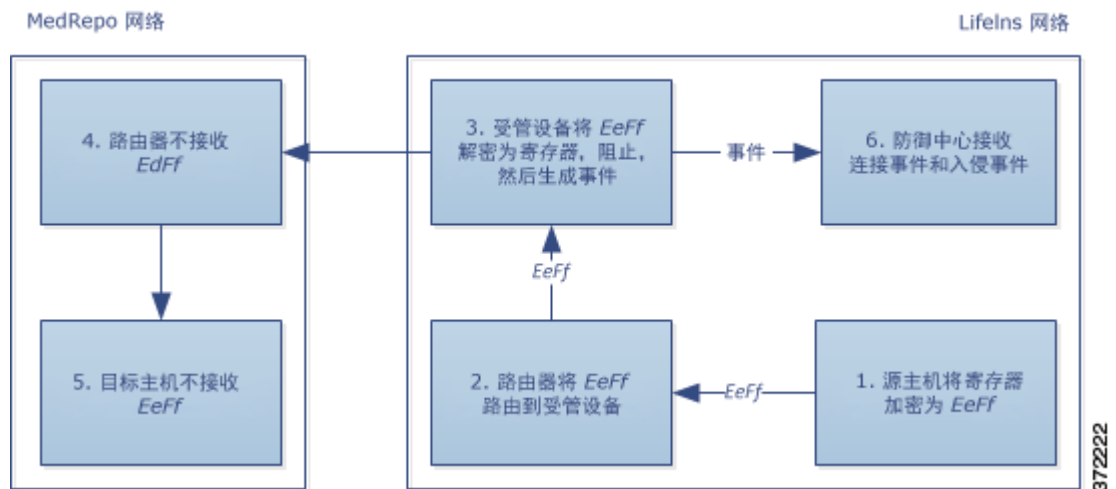 MedRepo 网络
LifeIns 网络
4. 路由器不接收
EdFf
3. 受管设备将 EeFf
解密为寄存器，阻止，
然后生成事件
事件
6. 防御中心接收
连接事件和入侵事件
EeFf
5. 目标主机不接收
EeFf
2. 路由器将 EeFf
路由到受管设备
EeFf
1. 源主机将寄存器
加密为 EeFf
372222